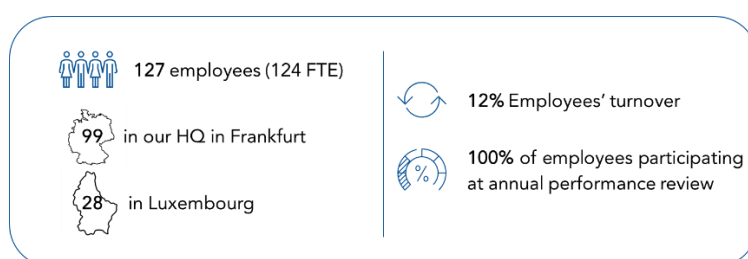 127 employees (124 FTE)
99 in our HQ in Frankfurt
28 in Luxembourg
12% Employees' turnover
%
100% of employees participating
at annual performance review